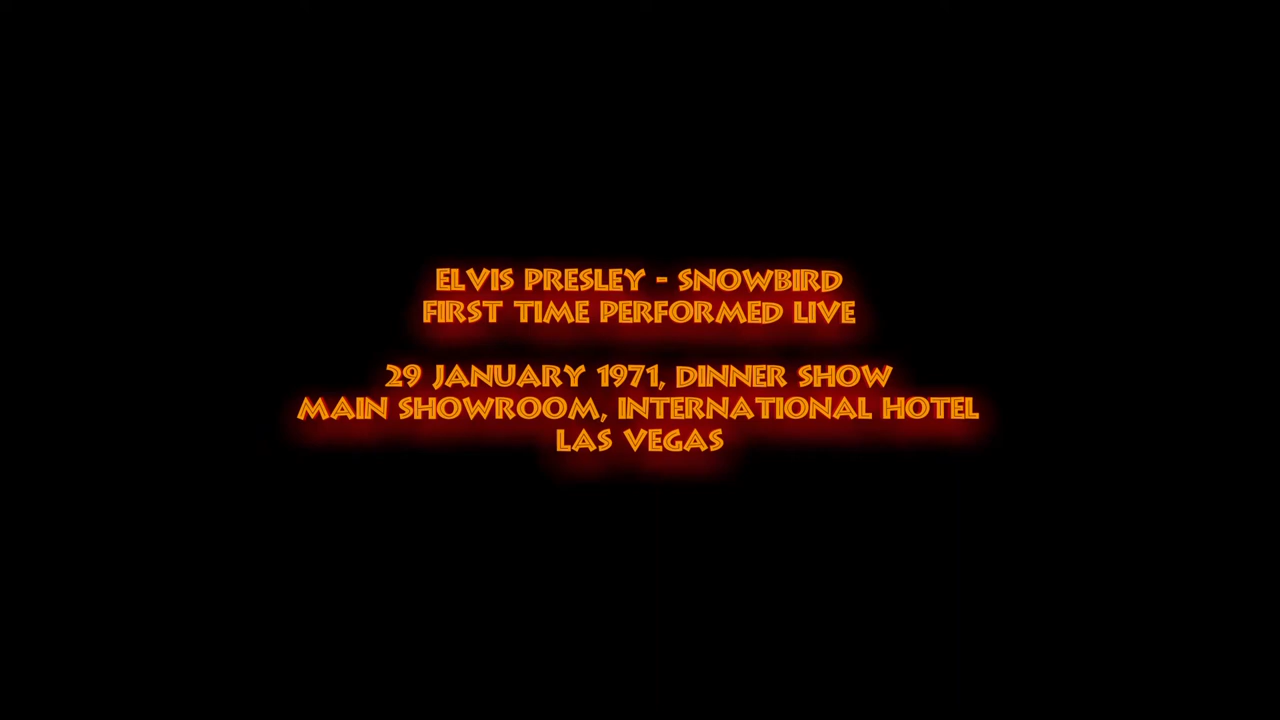 ELVIS PRESLEY - SNOWBIRD
FIRST TIME PERFORMED LIVE
29 JANUARY 1971, DINNER SHOW
MAIN SHOWROOM, INTERNATIONAL HOTEL
LAS VEGAS